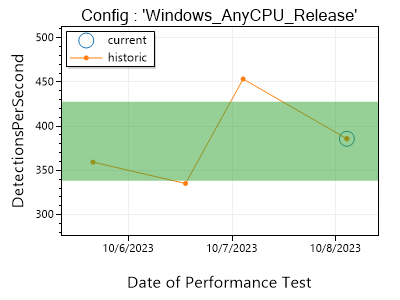 Config : 'Windows_AnyCPU_Release'
current
historic
500
450
400
350
300
DetectionsPerSecond
10/6/2023 10/7/2023 10/8/2023
Date of Performance Test